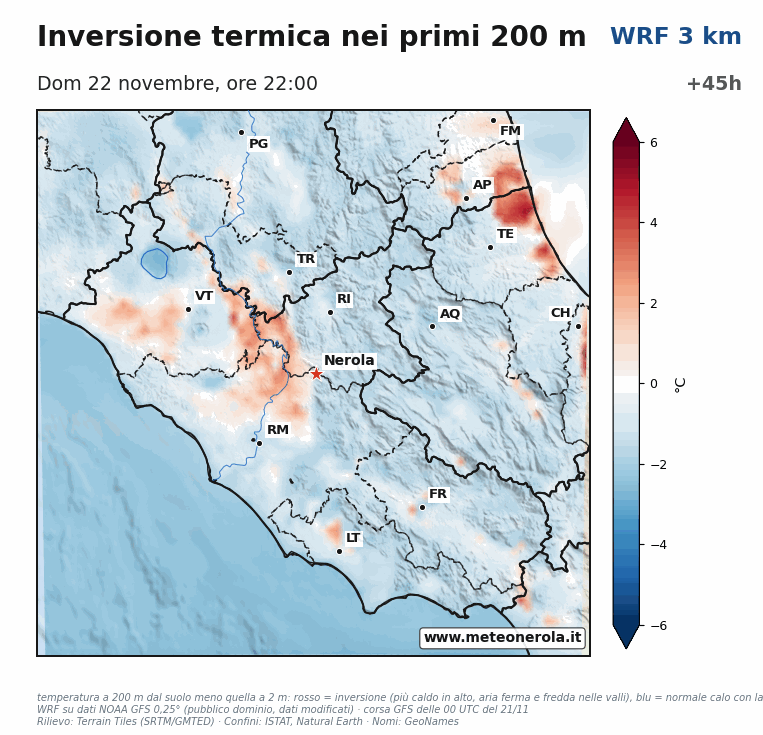 Inversione termica nei primi 200 m WRF 3 km
Dom 22 novembre, ore 22:00 +45h
FM
PG
AP
TE
TR
VT
RI
AQ
CH
Nerola
RM
FR
LT
www.meteonerola.it
6
4
2
0
−2
−4
−6
°C
temperatura a 200 m dal suolo meno quella a 2 m: rosso = inversione (più caldo in alto, aria ferma e fredda nelle valli), blu = normale calo con la
WRF su dati NOAA GFS 0,25° (pubblico dominio, dati modificati) · corsa GFS delle 00 UTC del 21/11
Rilievo: Terrain Tiles (SRTM/GMTED) · Confini: ISTAT, Natural Earth · Nomi: GeoNames